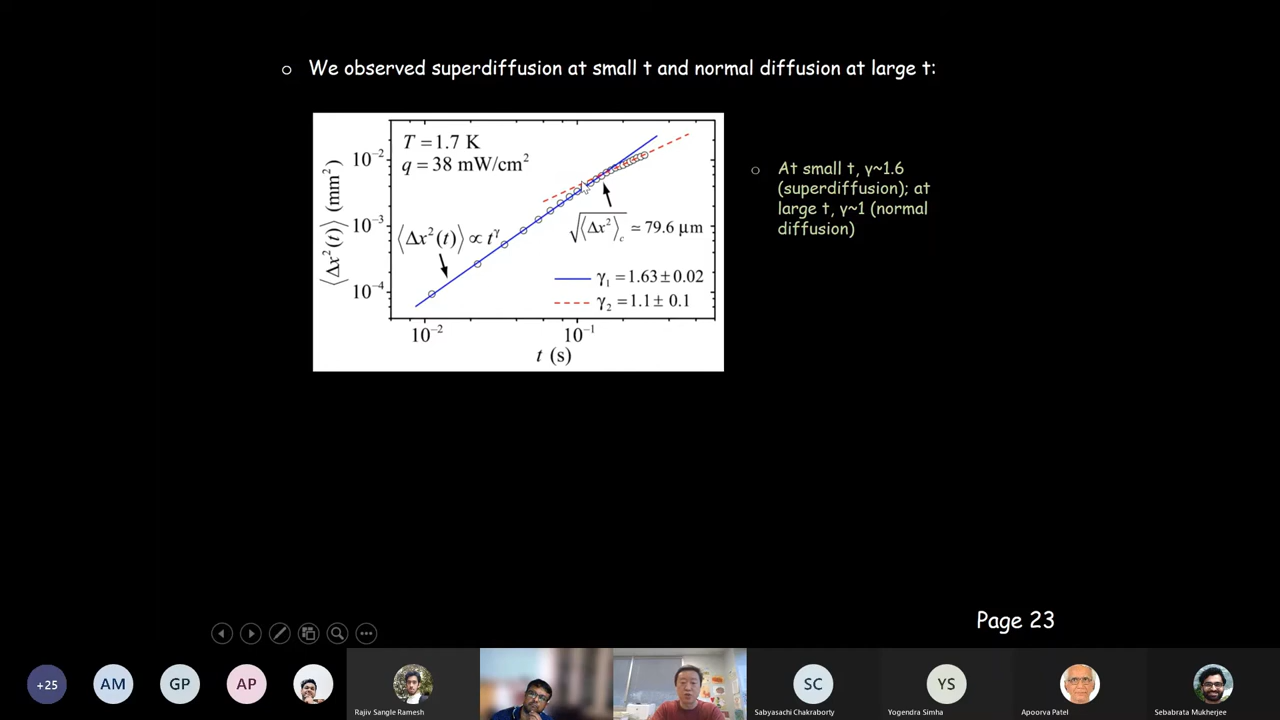 We observed superdiffusion at small t and normal diffusion at large t:
T = 1.7 K
q = 38 mW/cm²
⟨Δx²(t)⟩ (mm²)
10⁻²
10⁻³
10⁻⁴
⟨Δx²(t)⟩ ∝ t^γ
√⟨Δx²⟩_c ≃ 79.6 μm
γ₁ = 1.63 ± 0.02
γ₂ = 1.1 ± 0.1
10⁻²
10⁻¹
t (s)
At small t, γ~1.6
(superdiffusion); at
large t, γ~1 (normal
diffusion)
Page 23
+25
AM
GP
AP
SC
YS
Rajiv Sangle Ramesh
Sabyasachi Chakraborty
Yogendra Simha
Apoorva Patel
Sebabrata Mukherjee